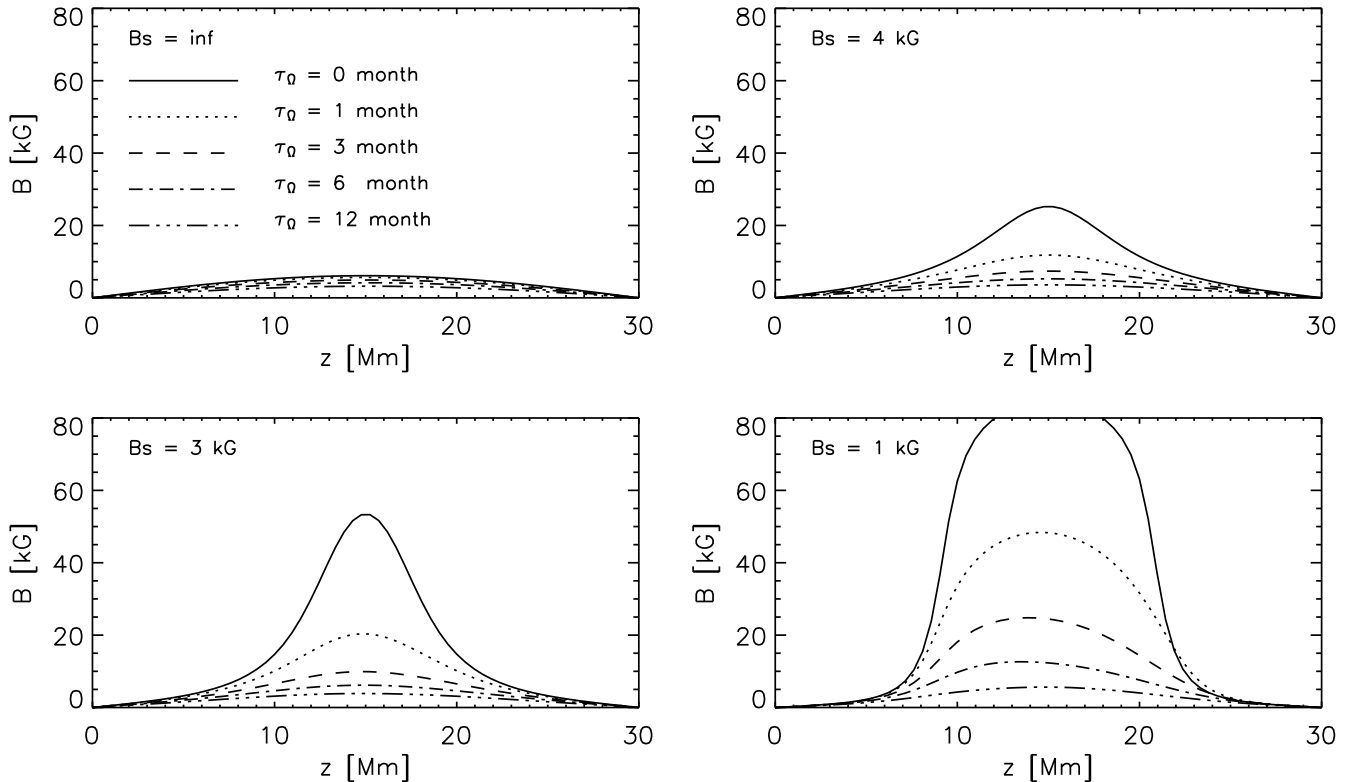 80
60
40
20
0
B [kG]
Bs = inf
τΩ = 0 month
τΩ = 1 month
τΩ = 3 month
τΩ = 6 month
τΩ = 12 month
0 10 20 30
z [Mm]
80
60
40
20
0
B [kG]
Bs = 4 kG
0 10 20 30
z [Mm]
80
60
40
20
0
B [kG]
Bs = 3 kG
0 10 20 30
z [Mm]
80
60
40
20
0
B [kG]
Bs = 1 kG
0 10 20 30
z [Mm]